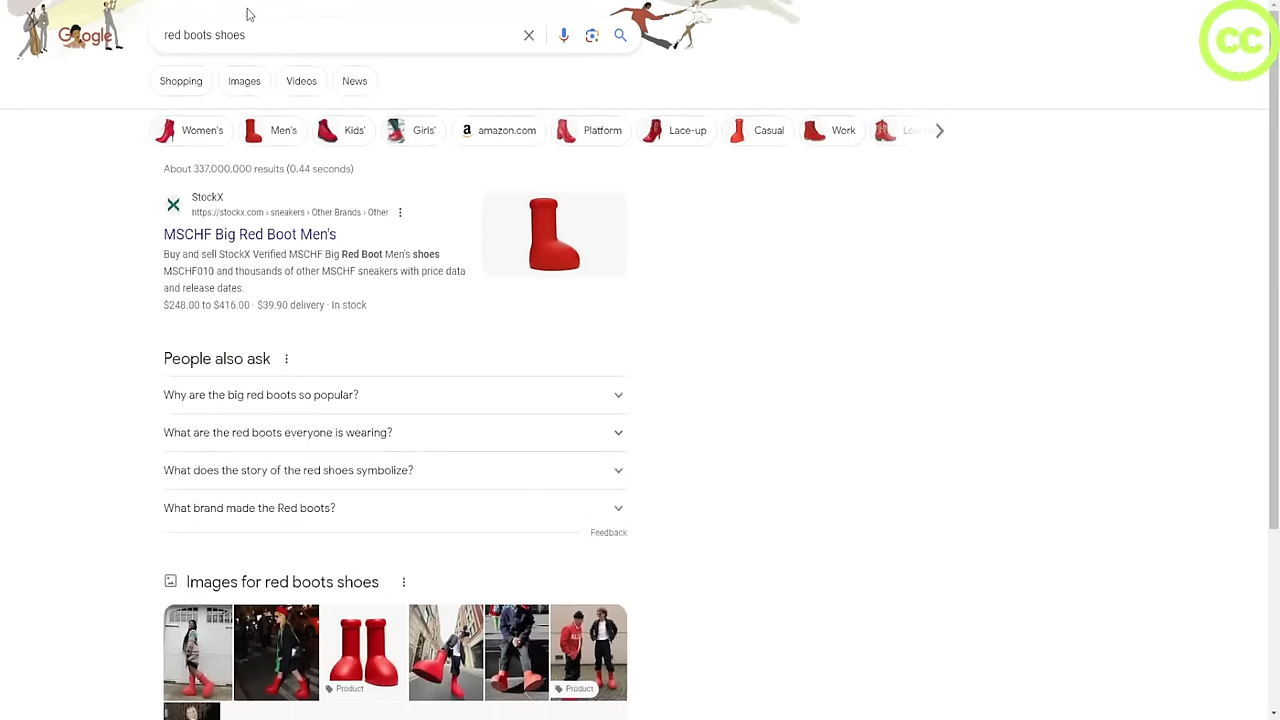 Google
red boots shoes
CC
Shopping
Images
Videos
News
Women's
Men's
Kids'
Girls'
a amazon.com
Platform
Lace-up
Casual
Work
About 337,000,000 results (0.44 seconds)
StockX
https://stockx.com › sneakers › Other Brands › Other
MSCHF Big Red Boot Men's
Buy and sell StockX Verified MSCHF Big Red Boot Men's shoes
MSCHF010 and thousands of other MSCHF sneakers with price data
and release dates.
$248.00 to $416.00 · $39.90 delivery · In stock
People also ask
Why are the big red boots so popular?
What are the red boots everyone is wearing?
What does the story of the red shoes symbolize?
What brand made the Red boots?
Feedback
Images for red boots shoes
Product
Product